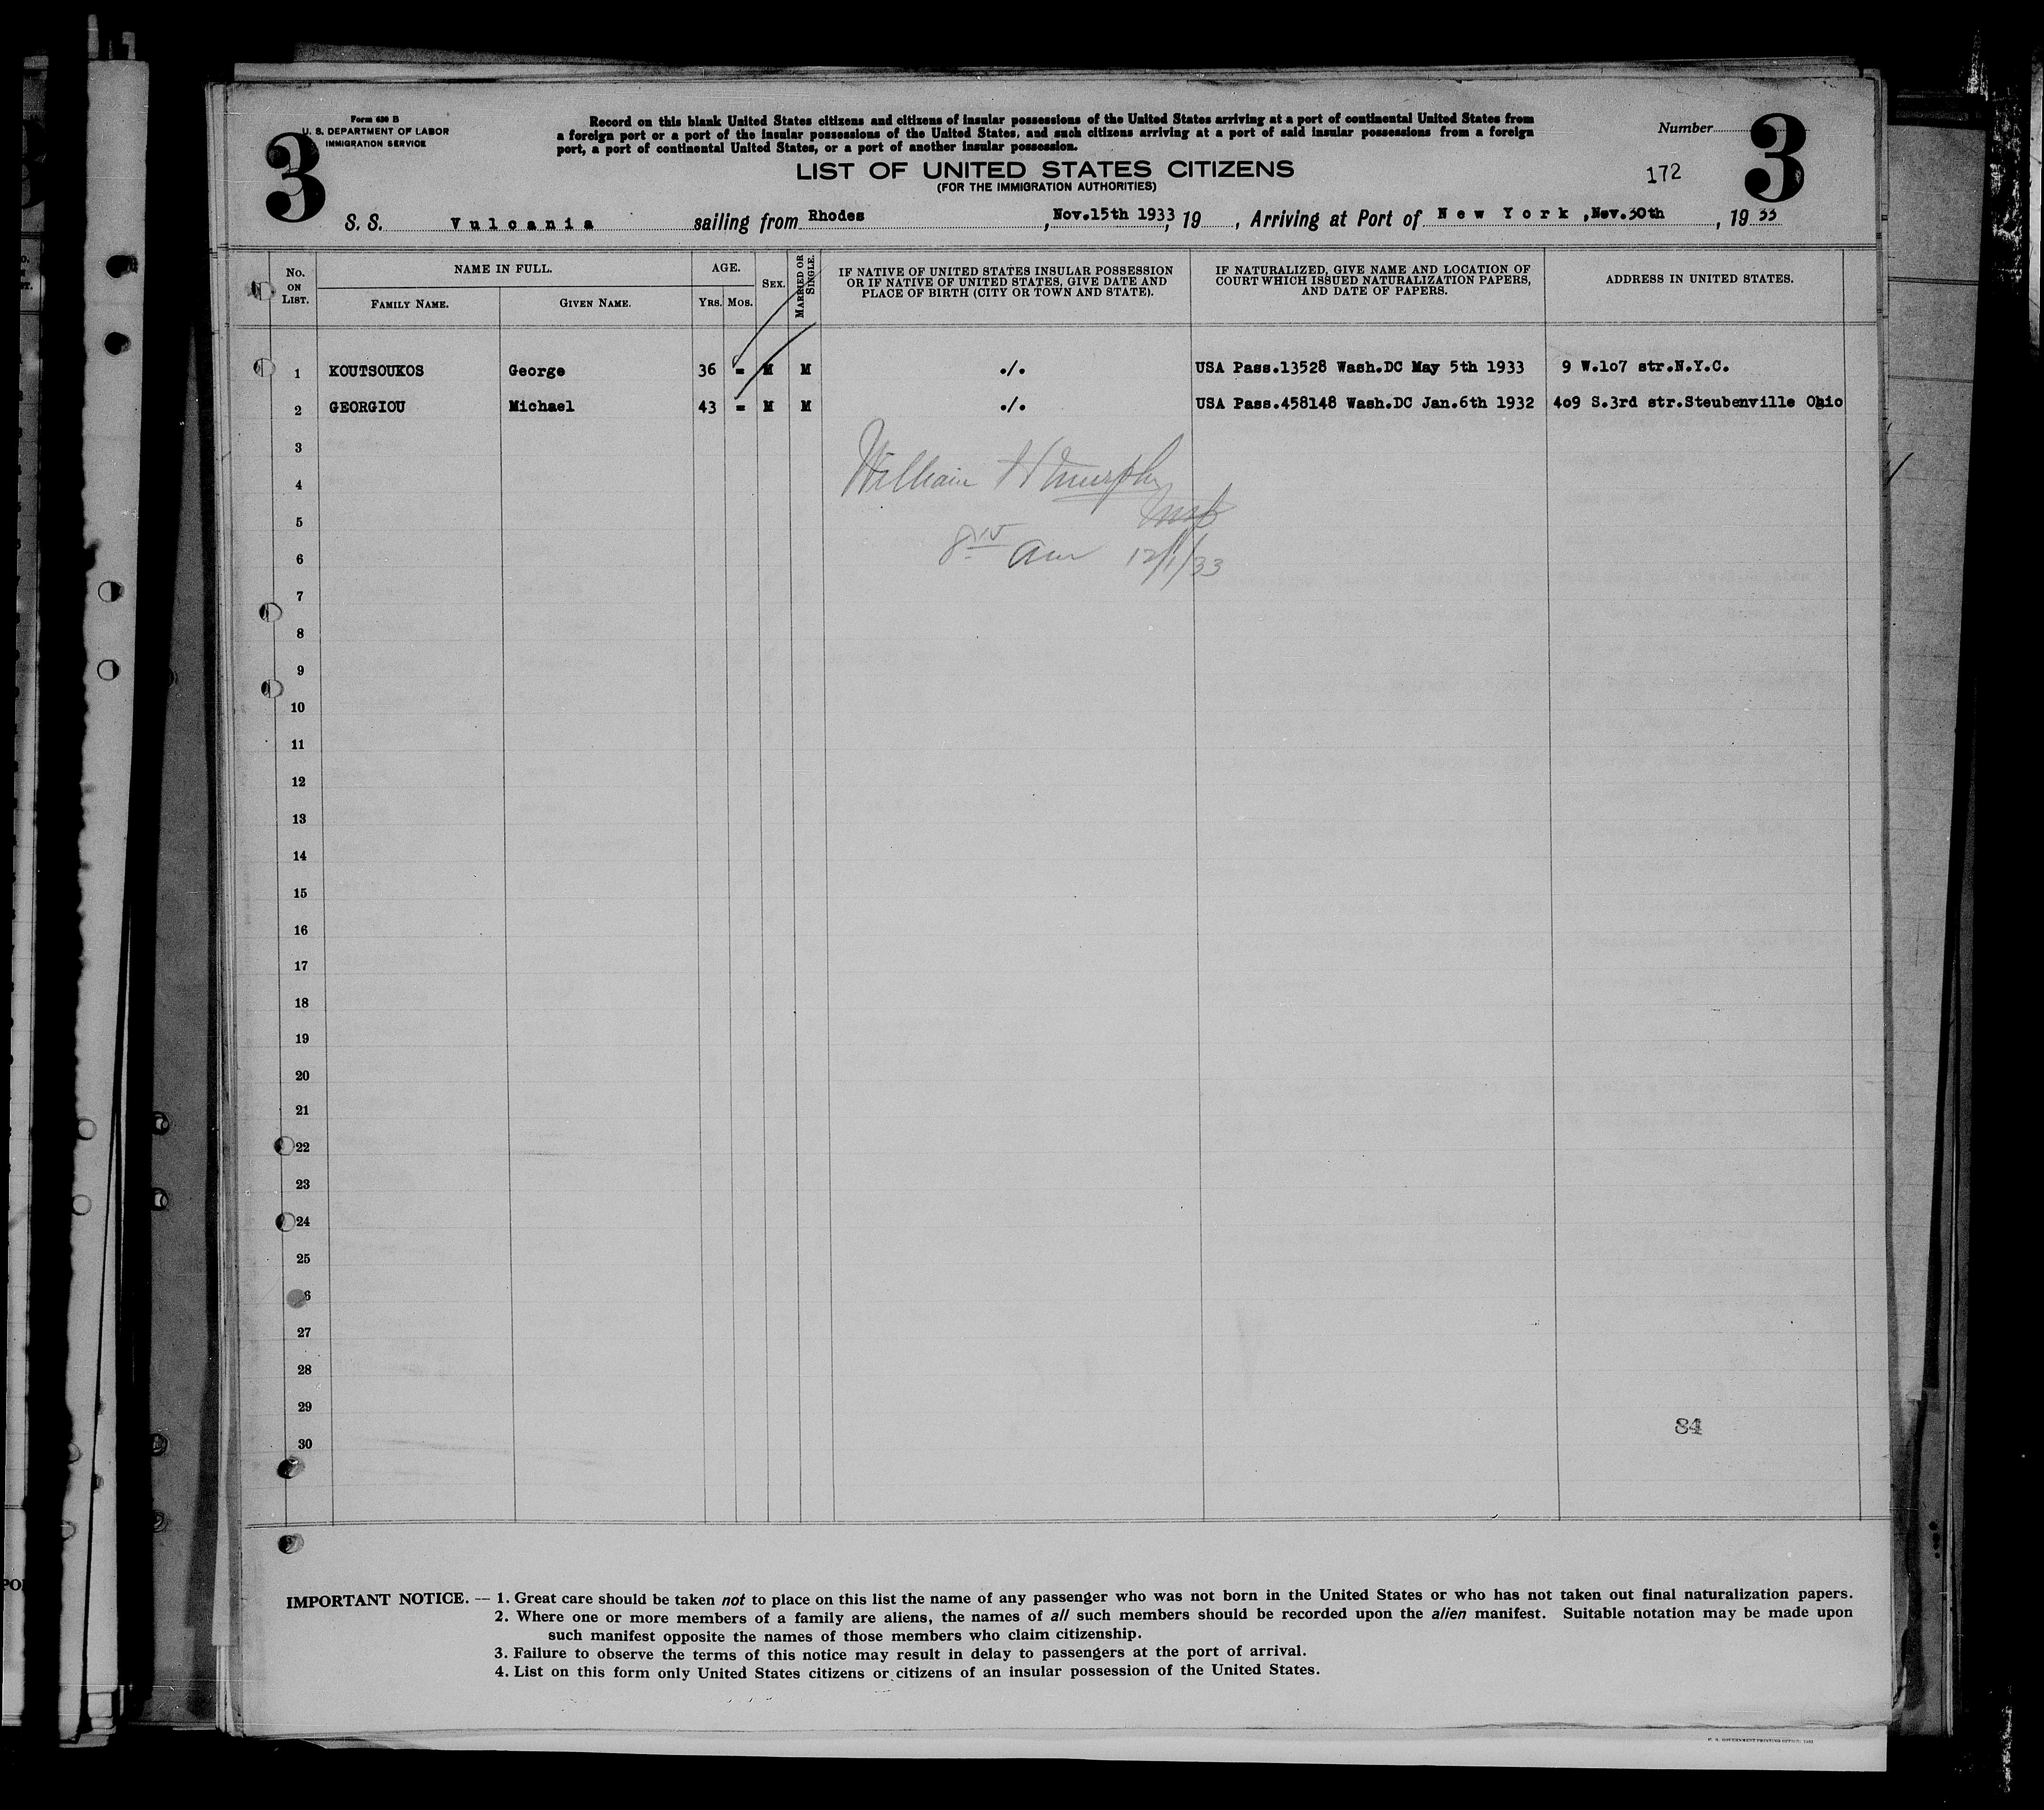 3
Form 630 B
U. S. DEPARTMENT OF LABOR
IMMIGRATION SERVICE
Record on this blank United States citizens and citizens of insular possessions of the United States arriving at a port of continental United States from
a foreign port or a port of the insular possessions of the United States, and such citizens arriving at a port of said insular possessions from a foreign
port, a port of continental United States, or a port of another insular possession.
Number
3
LIST OF UNITED STATES CITIZENS
(FOR THE IMMIGRATION AUTHORITIES)
172
S. S. Vulcania sailing from Rhodes , Nov.15th 1933, 19 , Arriving at Port of New York ,Nov.30th , 19 33
No. ON LIST.
NAME IN FULL.
FAMILY NAME.
GIVEN NAME.
AGE.
YRS. MOS.
SEX.
MARRIED OR SINGLE.
IF NATIVE OF UNITED STATES INSULAR POSSESSION
OR IF NATIVE OF UNITED STATES, GIVE DATE AND
PLACE OF BIRTH (CITY OR TOWN AND STATE).
IF NATURALIZED, GIVE NAME AND LOCATION OF
COURT WHICH ISSUED NATURALIZATION PAPERS,
AND DATE OF PAPERS.
ADDRESS IN UNITED STATES.
1 KOUTSOUKOS George 36 = M M ./. USA Pass.13528 Wash.DC May 5th 1933 9 W.1o7 str.N.Y.C.
2 GEORGIOU Michael 43 = M M ./. USA Pass.458148 Wash.DC Jan.6th 1932 4o9 S.3rd str.Steubenville Ohio
3
William H Murphy
4
Insp
5
12/1/33
6
7
8
9
10
11
12
13
14
15
16
17
18
19
20
21
22
23
24
25
6
27
28
29
84
30
IMPORTANT NOTICE. — 1. Great care should be taken not to place on this list the name of any passenger who was not born in the United States or who has not taken out final naturalization papers.
2. Where one or more members of a family are aliens, the names of all such members should be recorded upon the alien manifest. Suitable notation may be made upon
such manifest opposite the names of those members who claim citizenship.
3. Failure to observe the terms of this notice may result in delay to passengers at the port of arrival.
4. List on this form only United States citizens or citizens of an insular possession of the United States.